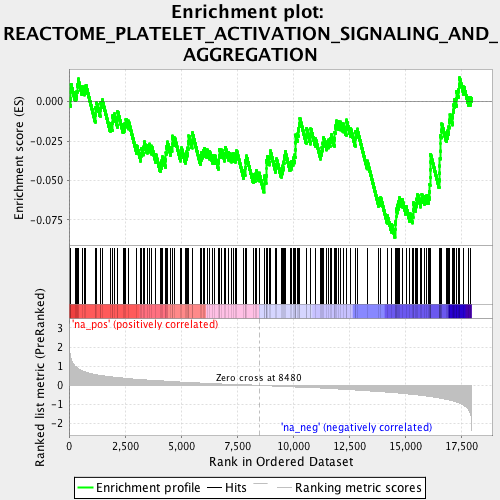 Enrichment plot:
REACTOME_PLATELET_ACTIVATION_SIGNALING_AND_
AGGREGATION
Enrichment score (ES)
0.000
-0.025
-0.050
-0.075
'na_pos' (positively correlated)
Ranked list metric (PreRanked)
3
2
1
0
-1
-2
Zero cross at 8480
'na_neg' (negatively correlated)
0
2,500
5,000
7,500
10,000
12,500
15,000
17,500
Rank in Ordered Dataset
Enrichment profile
Hits
Ranking metric scores